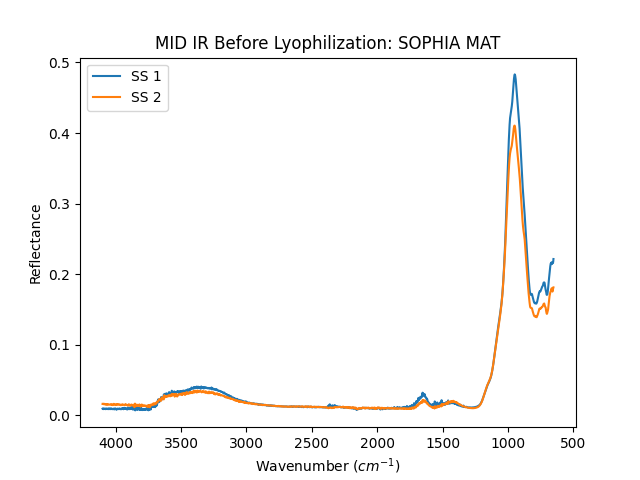 MID IR Before Lyophilization: SOPHIA MAT
SS 1
SS 2
Reflectance
0.5
0.4
0.3
0.2
0.1
0.0
4000 3500 3000 2500 2000 1500 1000 500
Wavenumber (cm⁻¹)